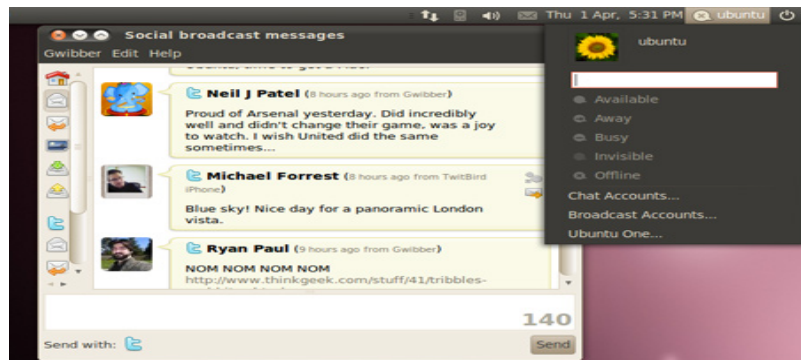 Thu 1 Apr, 5:31 PM ubuntu
Social broadcast messages
Gwibber Edit Help
Neil J Patel (8 hours ago from Gwibber)
Proud of Arsenal yesterday. Did incredibly
well and didn't change their game, was a joy
to watch. I wish United did the same
sometimes...
Michael Forrest (8 hours ago from TwitBird
iPhone)
Blue sky! Nice day for a panoramic London
vista.
Ryan Paul (9 hours ago from Gwibber)
NOM NOM NOM NOM
http://www.thinkgeek.com/stuff/41/tribbles-
140
Send with:
Send
ubuntu
Available
Away
Busy
Invisible
Offline
Chat Accounts...
Broadcast Accounts...
Ubuntu One...